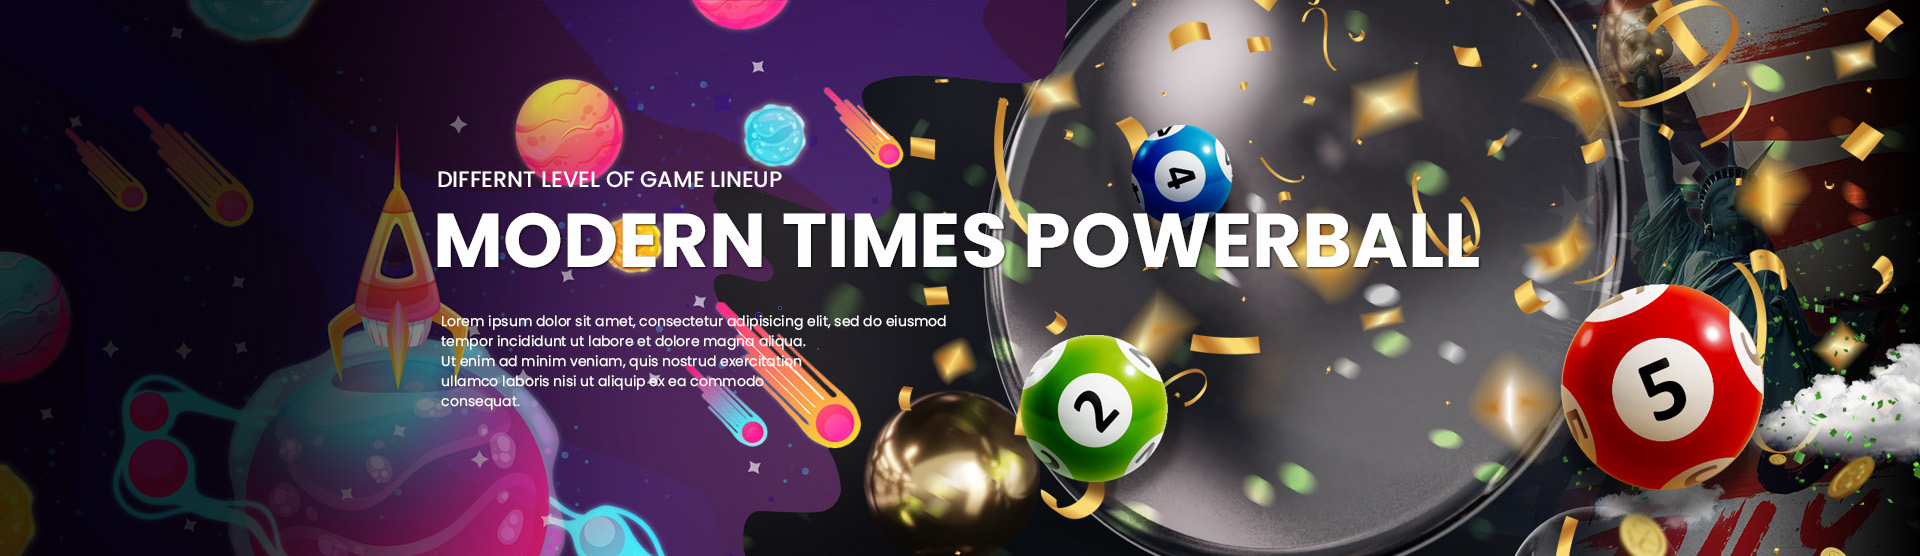 DIFFERNT LEVEL OF GAME LINEUP
MODERN TIMES POWERBALL
Lorem ipsum dolor sit amet, consectetur adipisicing elit, sed do eiusmod
tempor incididunt ut labore et dolore magna aliqua.
Ut enim ad minim veniam, quis nostrud exercitation
ullamco laboris nisi ut aliquip ex ea commodo
consequat.
4
2
5